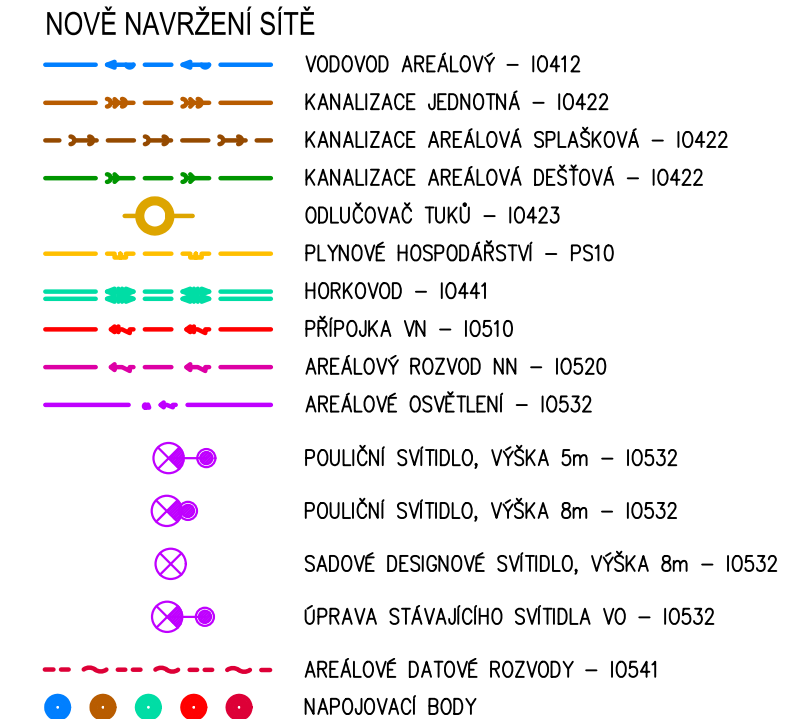 NOVĚ NAVRŽENÍ SÍTĚ
VODOVOD AREÁLOVÝ – IO412
KANALIZACE JEDNOTNÁ – IO422
KANALIZACE AREÁLOVÁ SPLAŠKOVÁ – IO422
KANALIZACE AREÁLOVÁ DEŠŤOVÁ – IO422
ODLUČOVAČ TUKŮ – IO423
PLYNOVÉ HOSPODÁŘSTVÍ – PS10
HORKOVOD – IO441
PŘÍPOJKA VN – IO510
AREÁLOVÝ ROZVOD NN – IO520
AREÁLOVÉ OSVĚTLENÍ – IO532
POULIČNÍ SVÍTIDLO, VÝŠKA 5m – IO532
POULIČNÍ SVÍTIDLO, VÝŠKA 8m – IO532
SADOVÉ DESIGNOVÉ SVÍTIDLO, VÝŠKA 8m – IO532
ÚPRAVA STÁVAJÍCÍHO SVÍTIDLA VO – IO532
AREÁLOVÉ DATOVÉ ROZVODY – IO541
NAPOJOVACÍ BODY